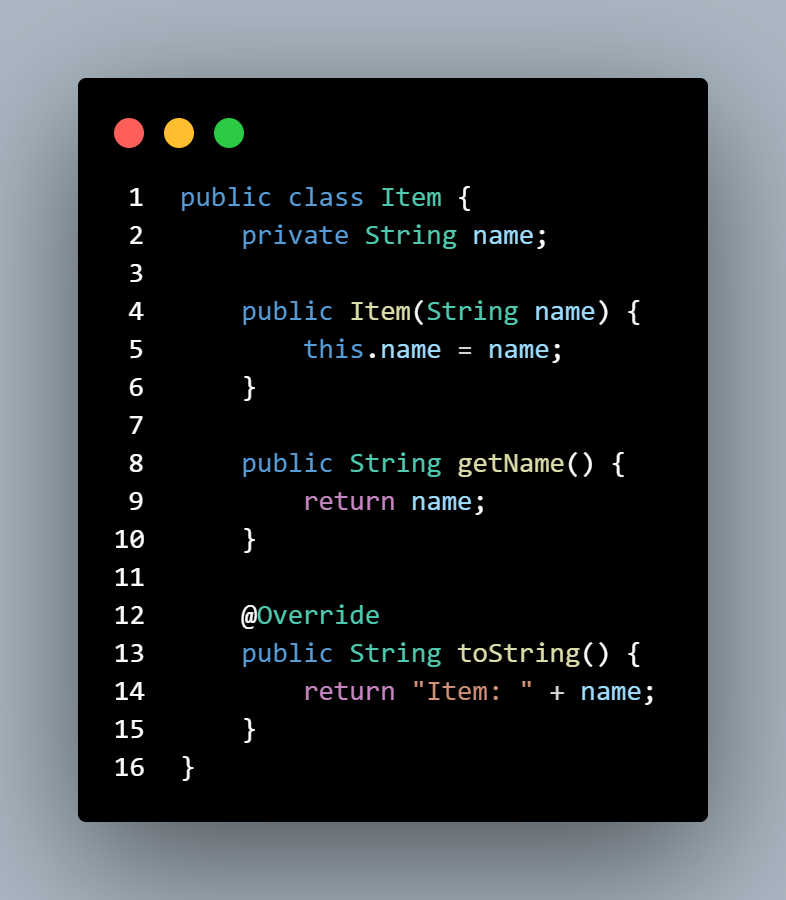 1 public class Item {
2     private String name;
3
4     public Item(String name) {
5         this.name = name;
6     }
7
8     public String getName() {
9         return name;
10     }
11
12     @Override
13     public String toString() {
14         return "Item: " + name;
15     }
16 }